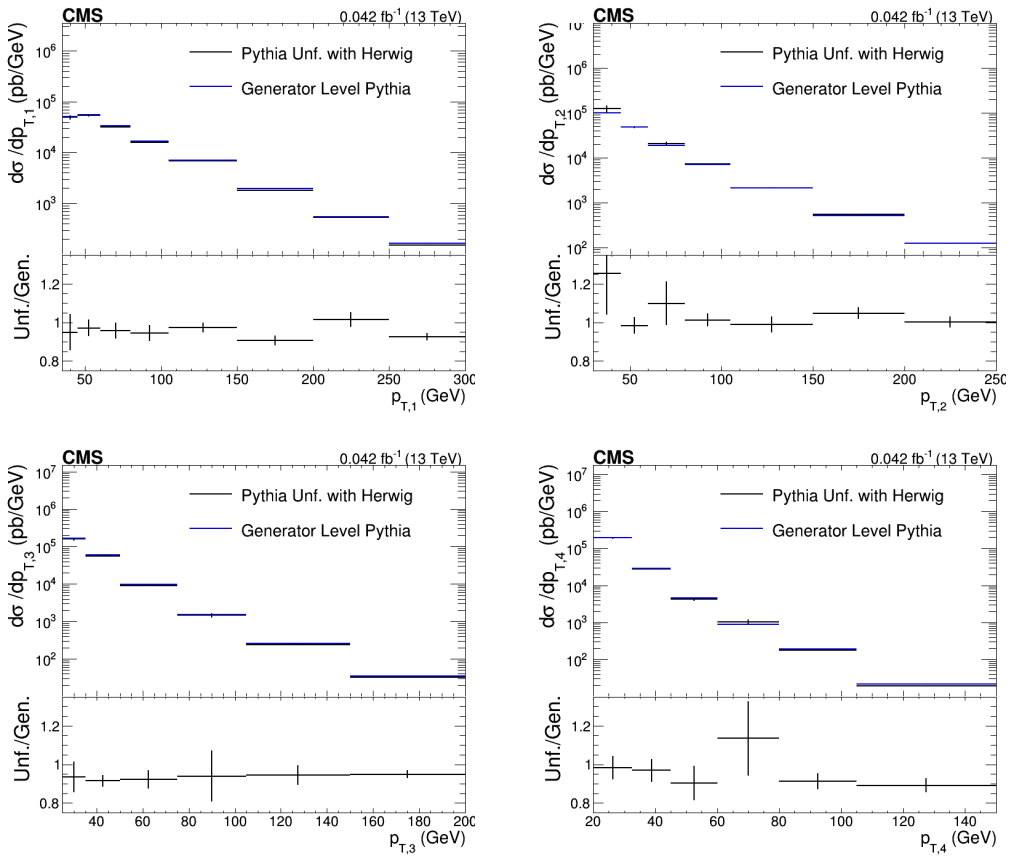 CMS 0.042 fb⁻¹ (13 TeV)
dσ/dp_T,1 (pb/GeV)
10⁶
10⁵
10⁴
10³
Pythia Unf. with Herwig
Generator Level Pythia
Unf./Gen.
1.2
1
0.8
50 100 150 200 250 300
p_T,1 (GeV)
CMS 0.042 fb⁻¹ (13 TeV)
dσ/dp_T,2 (pb/GeV)
10
10⁶
10⁵
10⁴
10³
10²
Pythia Unf. with Herwig
Generator Level Pythia
Unf./Gen.
1.2
1
0.8
50 100 150 200 250
p_T,2 (GeV)
CMS 0.042 fb⁻¹ (13 TeV)
dσ/dp_T,3 (pb/GeV)
10⁷
10⁶
10⁵
10⁴
10³
10²
Pythia Unf. with Herwig
Generator Level Pythia
Unf./Gen.
1.2
1
0.8
40 60 80 100 120 140 160 180 200
p_T,3 (GeV)
CMS 0.042 fb⁻¹ (13 TeV)
dσ/dp_T,4 (pb/GeV)
10⁷
10⁶
10⁵
10⁴
10³
10²
Pythia Unf. with Herwig
Generator Level Pythia
Unf./Gen.
1.2
1
0.8
20 40 60 80 100 120 140
p_T,4 (GeV)